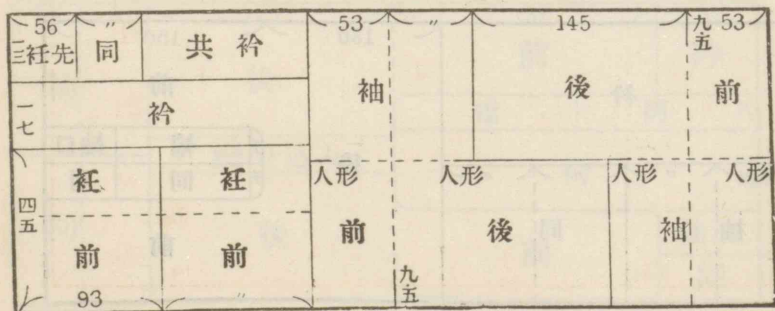 56 〃 53 〃 145 九・五 53
三 衽先 同 共衿 袖 後 前
一七 衿
四五 衽 衽 人形 人形 人形 人形
前 前 前 後 袖
93 〃 九・五